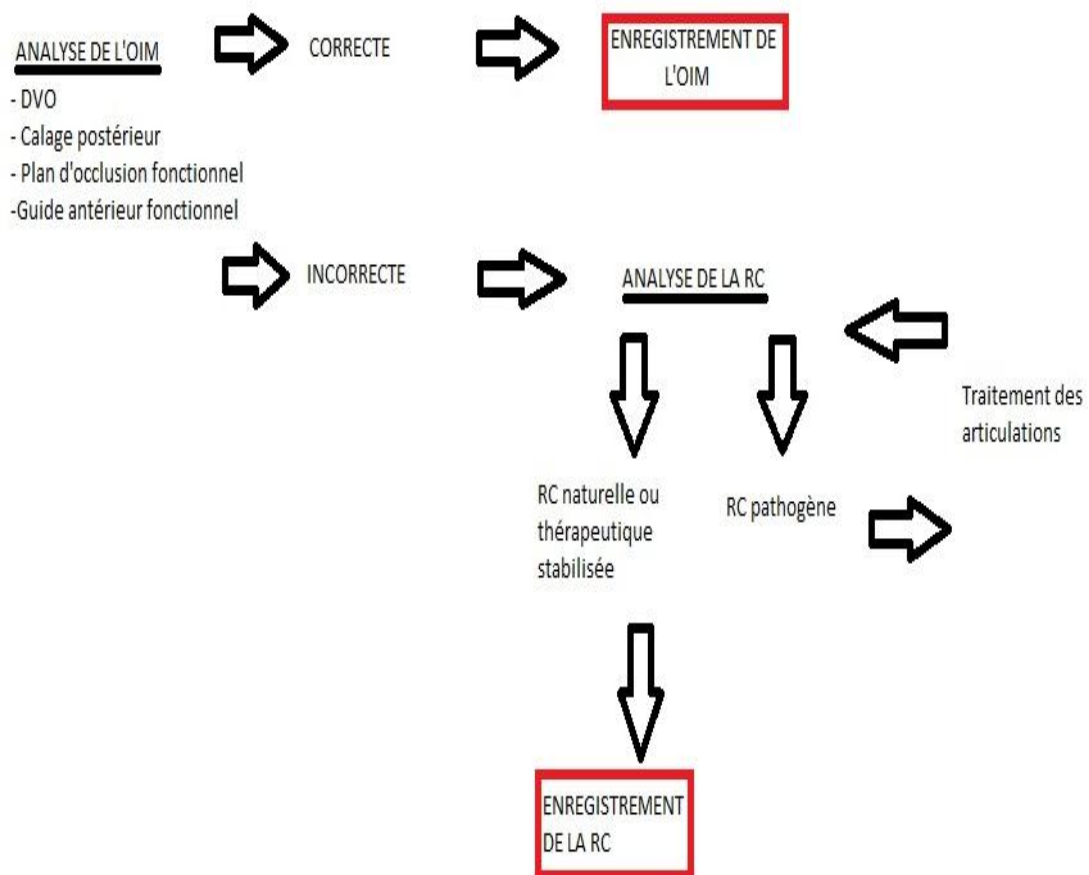 ANALYSE DE L'OIM
- DVO
- Calage postérieur
- Plan d'occlusion fonctionnel
-Guide antérieur fonctionnel
CORRECTE
ENREGISTREMENT DE
L'OIM
INCORRECTE
ANALYSE DE LA RC
Traitement des
articulations
RC naturelle ou
thérapeutique
stabilisée
RC pathogène
ENREGISTREMENT
DE LA RC